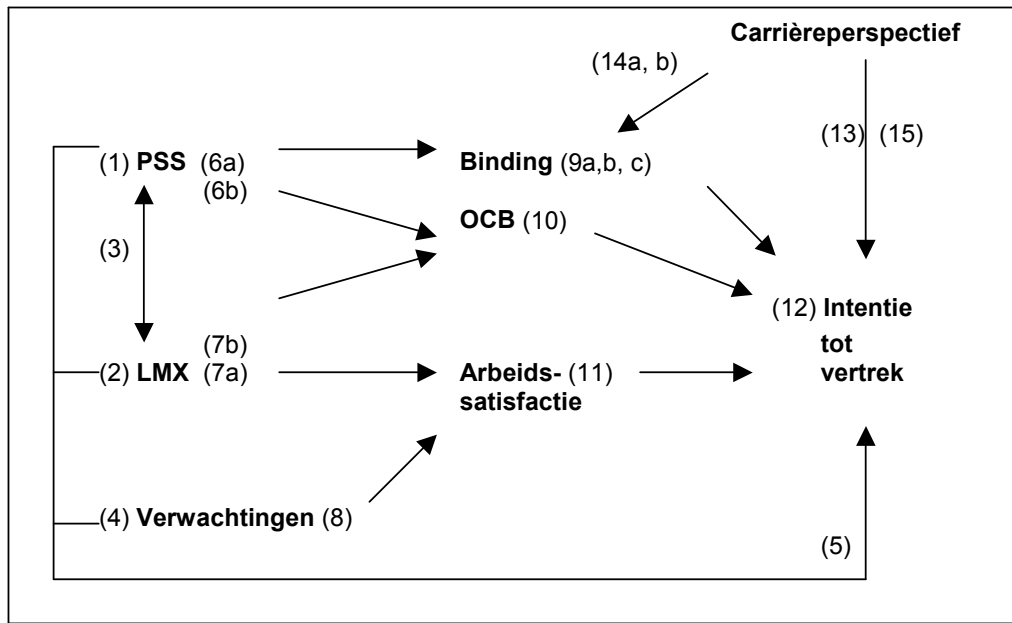 Carrièreperspectief
(14a, b)
(13) (15)
(1) PSS (6a)
Binding (9a,b, c)
(6b)
OCB (10)
(3)
(12) Intentie
tot
vertrek
(7b)
(2) LMX (7a)
Arbeids- (11)
satisfactie
(4) Verwachtingen (8)
(5)